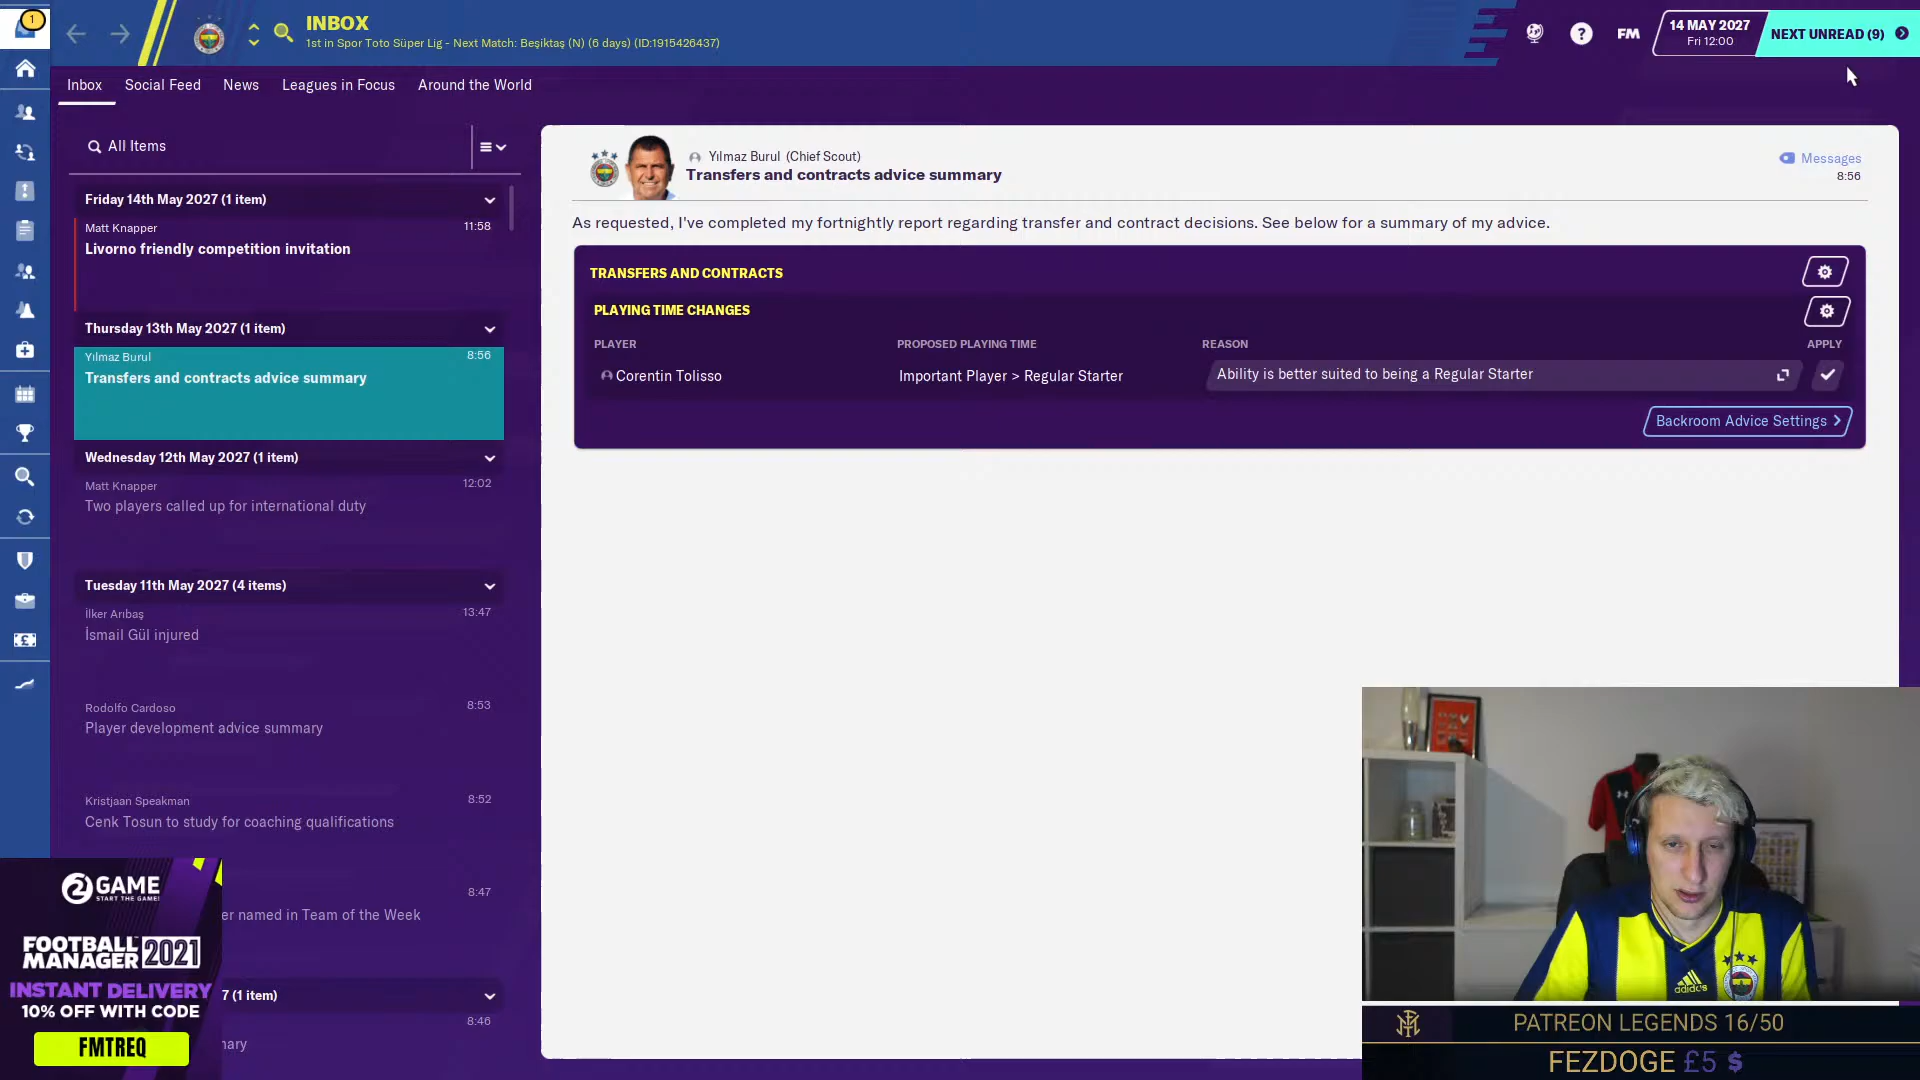 1
INBOX
1st in Spor Toto Süper Lig - Next Match: Beşiktaş (N) (6 days) (ID:1915426437)
?
FM
14 MAY 2027
Fri 12:00
NEXT UNREAD (9)
Inbox
Social Feed
News
Leagues in Focus
Around the World
All Items
Friday 14th May 2027 (1 item)
Matt Knapper
11:58
Livorno friendly competition invitation
Thursday 13th May 2027 (1 item)
Yılmaz Burul
8:56
Transfers and contracts advice summary
Wednesday 12th May 2027 (1 item)
Matt Knapper
12:02
Two players called up for international duty
Tuesday 11th May 2027 (4 items)
İlker Arıbaş
13:47
İsmail Gül injured
Rodolfo Cardoso
8:53
Player development advice summary
Kristjaan Speakman
8:52
Cenk Tosun to study for coaching qualifications
8:47
er named in Team of the Week
7 (1 item)
8:46
nary
Yılmaz Burul (Chief Scout)
Transfers and contracts advice summary
Messages
8:56
As requested, I've completed my fortnightly report regarding transfer and contract decisions. See below for a summary of my advice.
TRANSFERS AND CONTRACTS
PLAYING TIME CHANGES
PLAYER
PROPOSED PLAYING TIME
REASON
APPLY
Corentin Tolisso
Important Player > Regular Starter
Ability is better suited to being a Regular Starter
Backroom Advice Settings
2GAME
START THE GAME!
FOOTBALL
MANAGER 2021
INSTANT DELIVERY
10% OFF WITH CODE
FMTREQ
adidas
PATREON LEGENDS 16/50
FEZDOGE £5 $